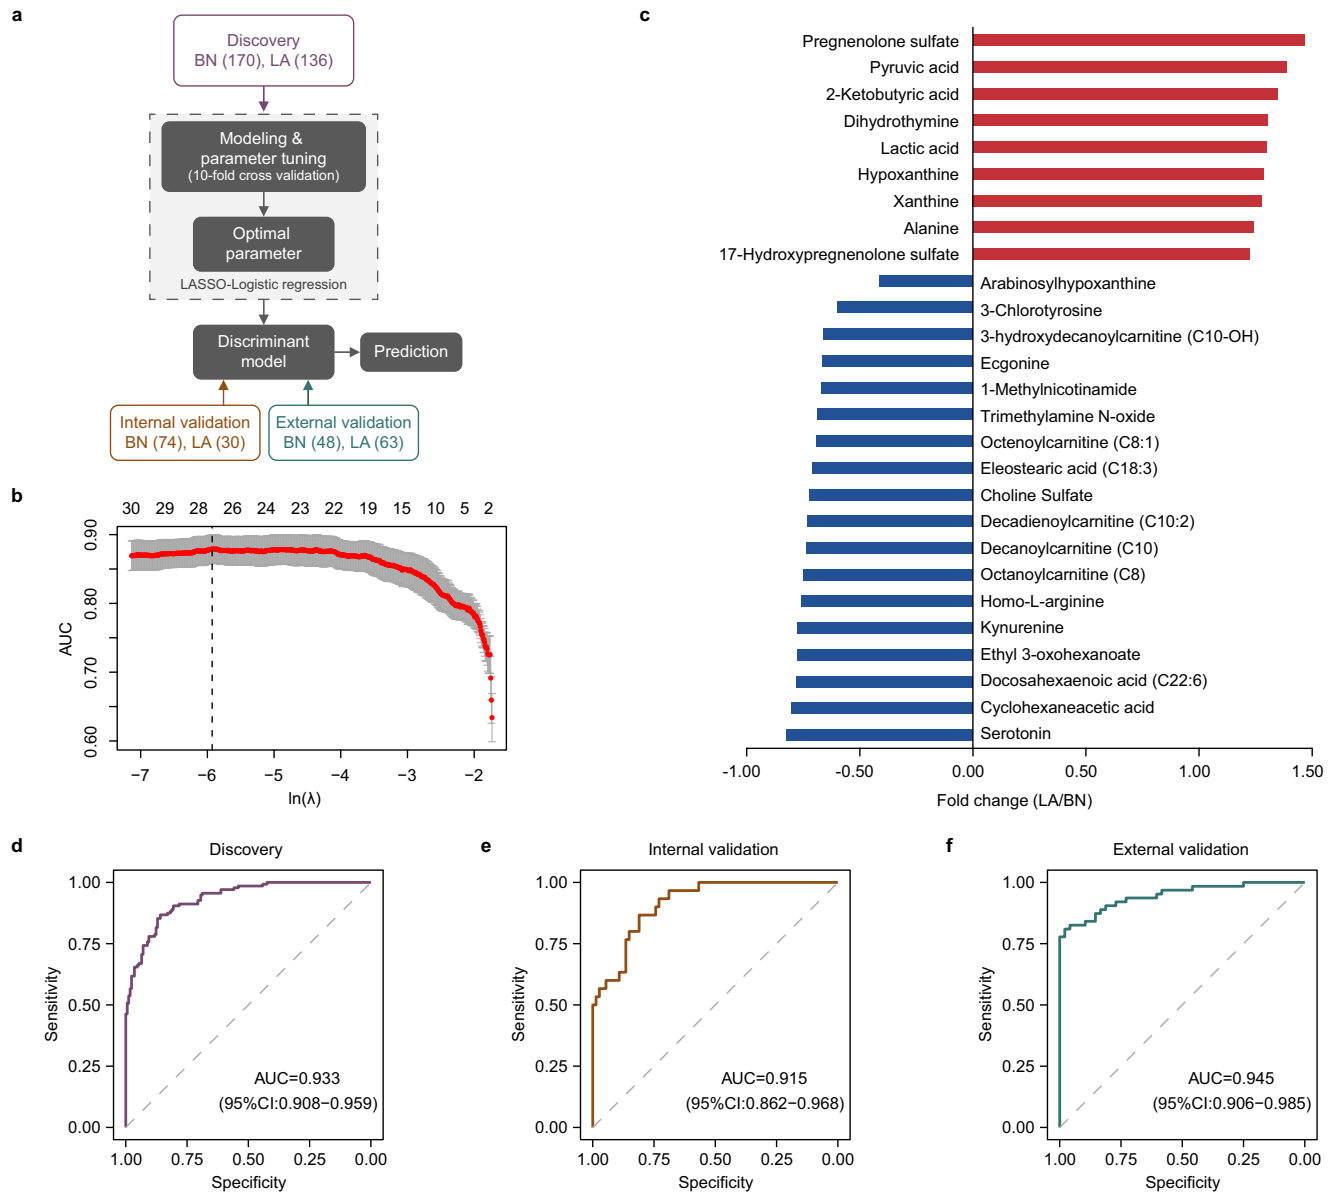 a
Discovery
BN (170), LA (136)
Modeling &
parameter tuning
(10-fold cross validation)
Optimal
parameter
LASSO-Logistic regression
Discriminant
model
Prediction
Internal validation
BN (74), LA (30)
External validation
BN (48), LA (63)
b
30 29 28 26 24 23 22 19 15 10 5 2
AUC
0.90
0.80
0.70
0.60
−7 −6 −5 −4 −3 −2
ln(λ)
c
Pregnenolone sulfate
Pyruvic acid
2-Ketobutyric acid
Dihydrothymine
Lactic acid
Hypoxanthine
Xanthine
Alanine
17-Hydroxypregnenolone sulfate
Arabinosylhypoxanthine
3-Chlorotyrosine
3-hydroxydecanoylcarnitine (C10-OH)
Ecgonine
1-Methylnicotinamide
Trimethylamine N-oxide
Octenoylcarnitine (C8:1)
Eleostearic acid (C18:3)
Choline Sulfate
Decadienoylcarnitine (C10:2)
Decanoylcarnitine (C10)
Octanoylcarnitine (C8)
Homo-L-arginine
Kynurenine
Ethyl 3-oxohexanoate
Docosahexaenoic acid (C22:6)
Cyclohexaneacetic acid
Serotonin
-1.00 -0.50 0.00 0.50 1.00 1.50
Fold change (LA/BN)
d
Discovery
Sensitivity
1.00
0.75
0.50
0.25
0.00
AUC=0.933
(95%CI:0.908−0.959)
1.00 0.75 0.50 0.25 0.00
Specificity
e
Internal validation
Sensitivity
1.00
0.75
0.50
0.25
0.00
AUC=0.915
(95%CI:0.862−0.968)
1.00 0.75 0.50 0.25 0.00
Specificity
f
External validation
Sensitivity
1.00
0.75
0.50
0.25
0.00
AUC=0.945
(95%CI:0.906−0.985)
1.00 0.75 0.50 0.25 0.00
Specificity